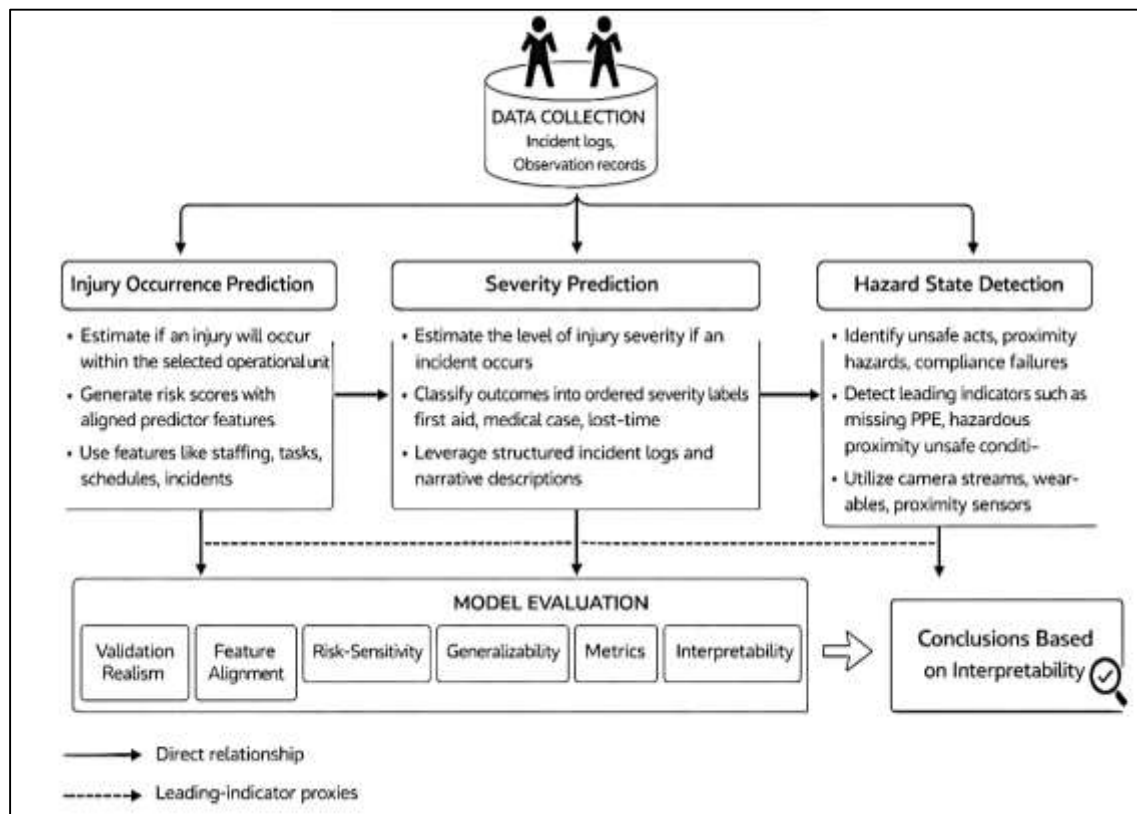 DATA COLLECTION
Incident logs,
Observation records
Injury Occurrence Prediction
• Estimate if an injury will occur
within the selected operational unit
• Generate risk scores with
aligned predictor features
• Use features like staffing, tasks,
schedules, incidents
Severity Prediction
• Estimate the level of injury severity if an
incident occurs
• Classify outcomes into ordered severity labels
first aid, medical case, lost-time
• Leverage structured incident logs and
narrative descriptions
Hazard State Detection
• Identify unsafe acts, proximity
hazards, compliance failures
• Detect leading indicators such as
missing PPE, hazardous
proximity unsafe conditi–
• Utilize camera streams, wear-
ables, proximity sensors
MODEL EVALUATION
Validation
Realism
Feature
Alignment
Risk-Sensitivity
Generalizability
Metrics
Interpretability
Conclusions Based
on Interpretability
Direct relationship
Leading-indicator proxies